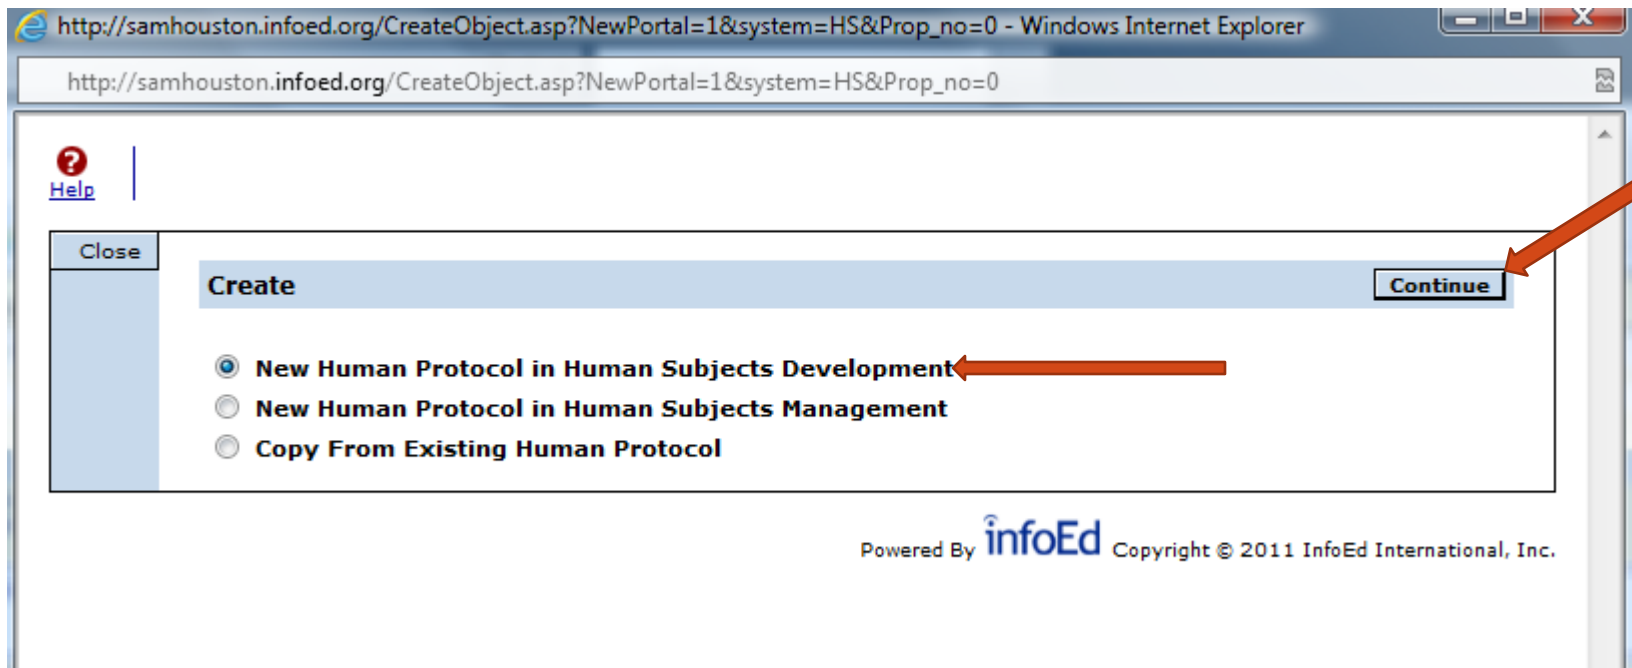 http://samhouston.infoed.org/CreateObject.asp?NewPortal=1&system=HS&Prop_no=0 - Windows Internet Explorer
http://samhouston.infoed.org/CreateObject.asp?NewPortal=1&system=HS&Prop_no=0
?
Help
Close
Create
Continue
New Human Protocol in Human Subjects Development
New Human Protocol in Human Subjects Management
Copy From Existing Human Protocol
Powered By infoEd Copyright © 2011 InfoEd International, Inc.